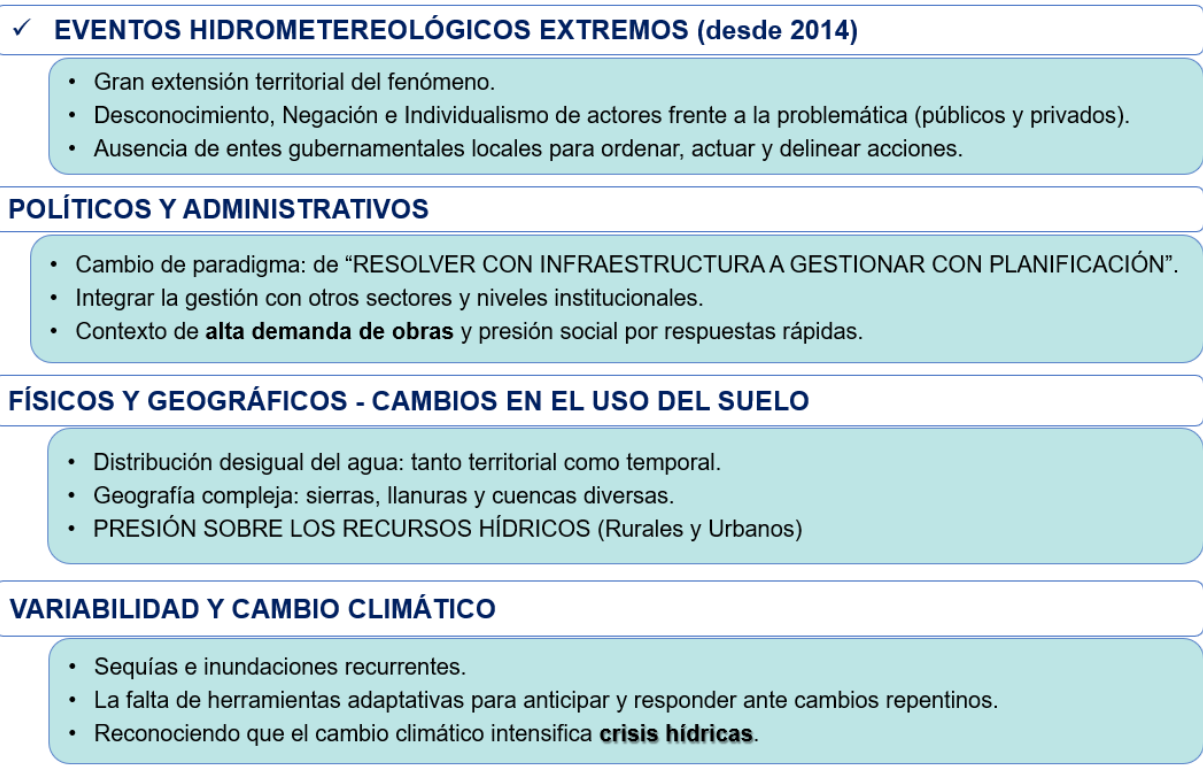 ✓ EVENTOS HIDROMETEREOLÓGICOS EXTREMOS (desde 2014)
• Gran extensión territorial del fenómeno.
• Desconocimiento, Negación e Individualismo de actores frente a la problemática (públicos y privados).
• Ausencia de entes gubernamentales locales para ordenar, actuar y delinear acciones.
POLÍTICOS Y ADMINISTRATIVOS
• Cambio de paradigma: de “RESOLVER CON INFRAESTRUCTURA A GESTIONAR CON PLANIFICACIÓN”.
• Integrar la gestión con otros sectores y niveles institucionales.
• Contexto de alta demanda de obras y presión social por respuestas rápidas.
FÍSICOS Y GEOGRÁFICOS - CAMBIOS EN EL USO DEL SUELO
• Distribución desigual del agua: tanto territorial como temporal.
• Geografía compleja: sierras, llanuras y cuencas diversas.
• PRESIÓN SOBRE LOS RECURSOS HÍDRICOS (Rurales y Urbanos)
VARIABILIDAD Y CAMBIO CLIMÁTICO
• Sequías e inundaciones recurrentes.
• La falta de herramientas adaptativas para anticipar y responder ante cambios repentinos.
• Reconociendo que el cambio climático intensifica crisis hídricas.